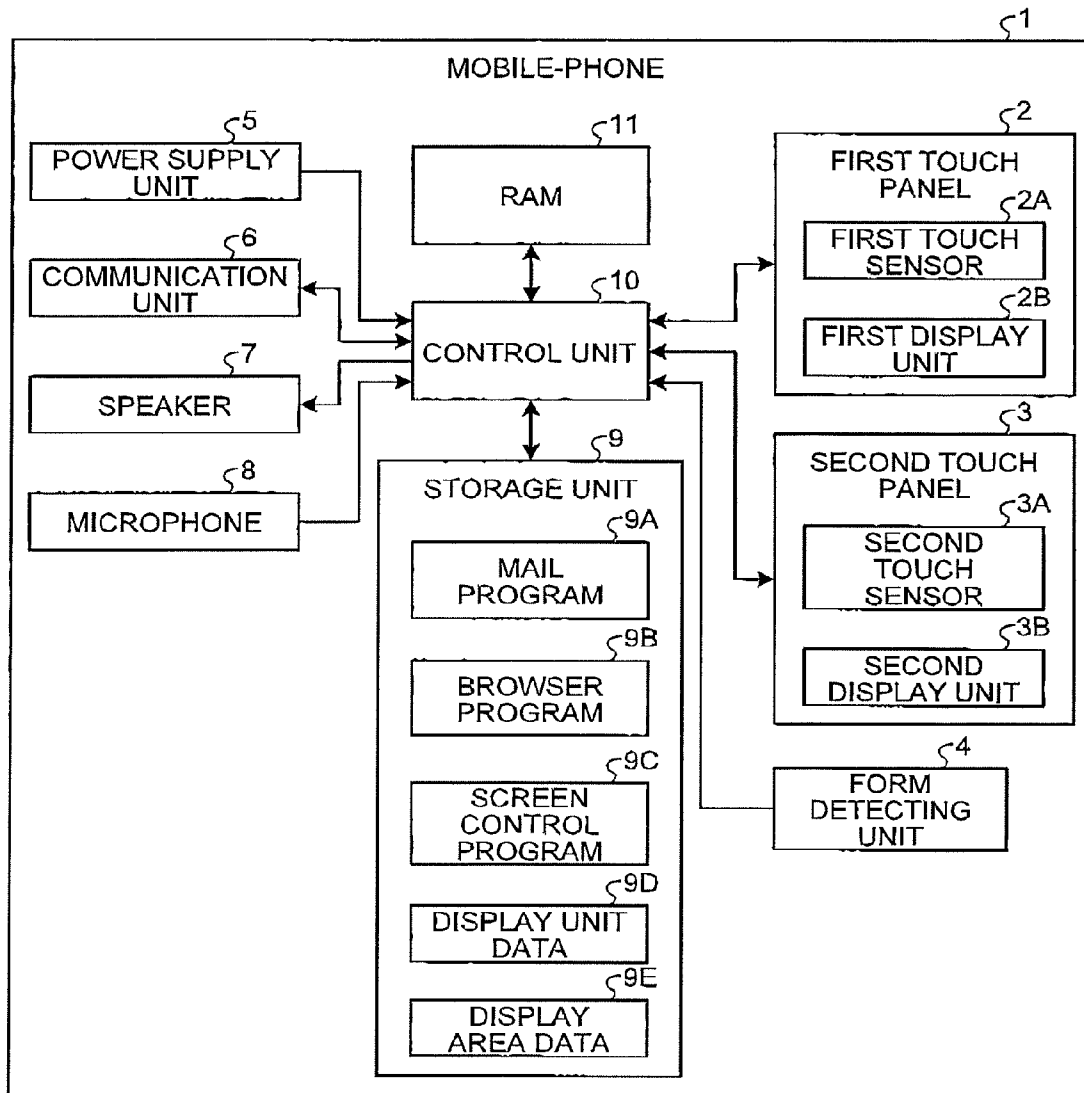 1
MOBILE-PHONE
5
POWER SUPPLY
UNIT
6
COMMUNICATION
UNIT
7
SPEAKER
8
MICROPHONE
11
RAM
10
CONTROL UNIT
9
STORAGE UNIT
9A
MAIL
PROGRAM
9B
BROWSER
PROGRAM
9C
SCREEN
CONTROL
PROGRAM
9D
DISPLAY UNIT
DATA
9E
DISPLAY
AREA DATA
2
FIRST TOUCH
PANEL
2A
FIRST TOUCH
SENSOR
2B
FIRST DISPLAY
UNIT
3
SECOND TOUCH
PANEL
3A
SECOND
TOUCH
SENSOR
3B
SECOND
DISPLAY UNIT
4
FORM
DETECTING
UNIT